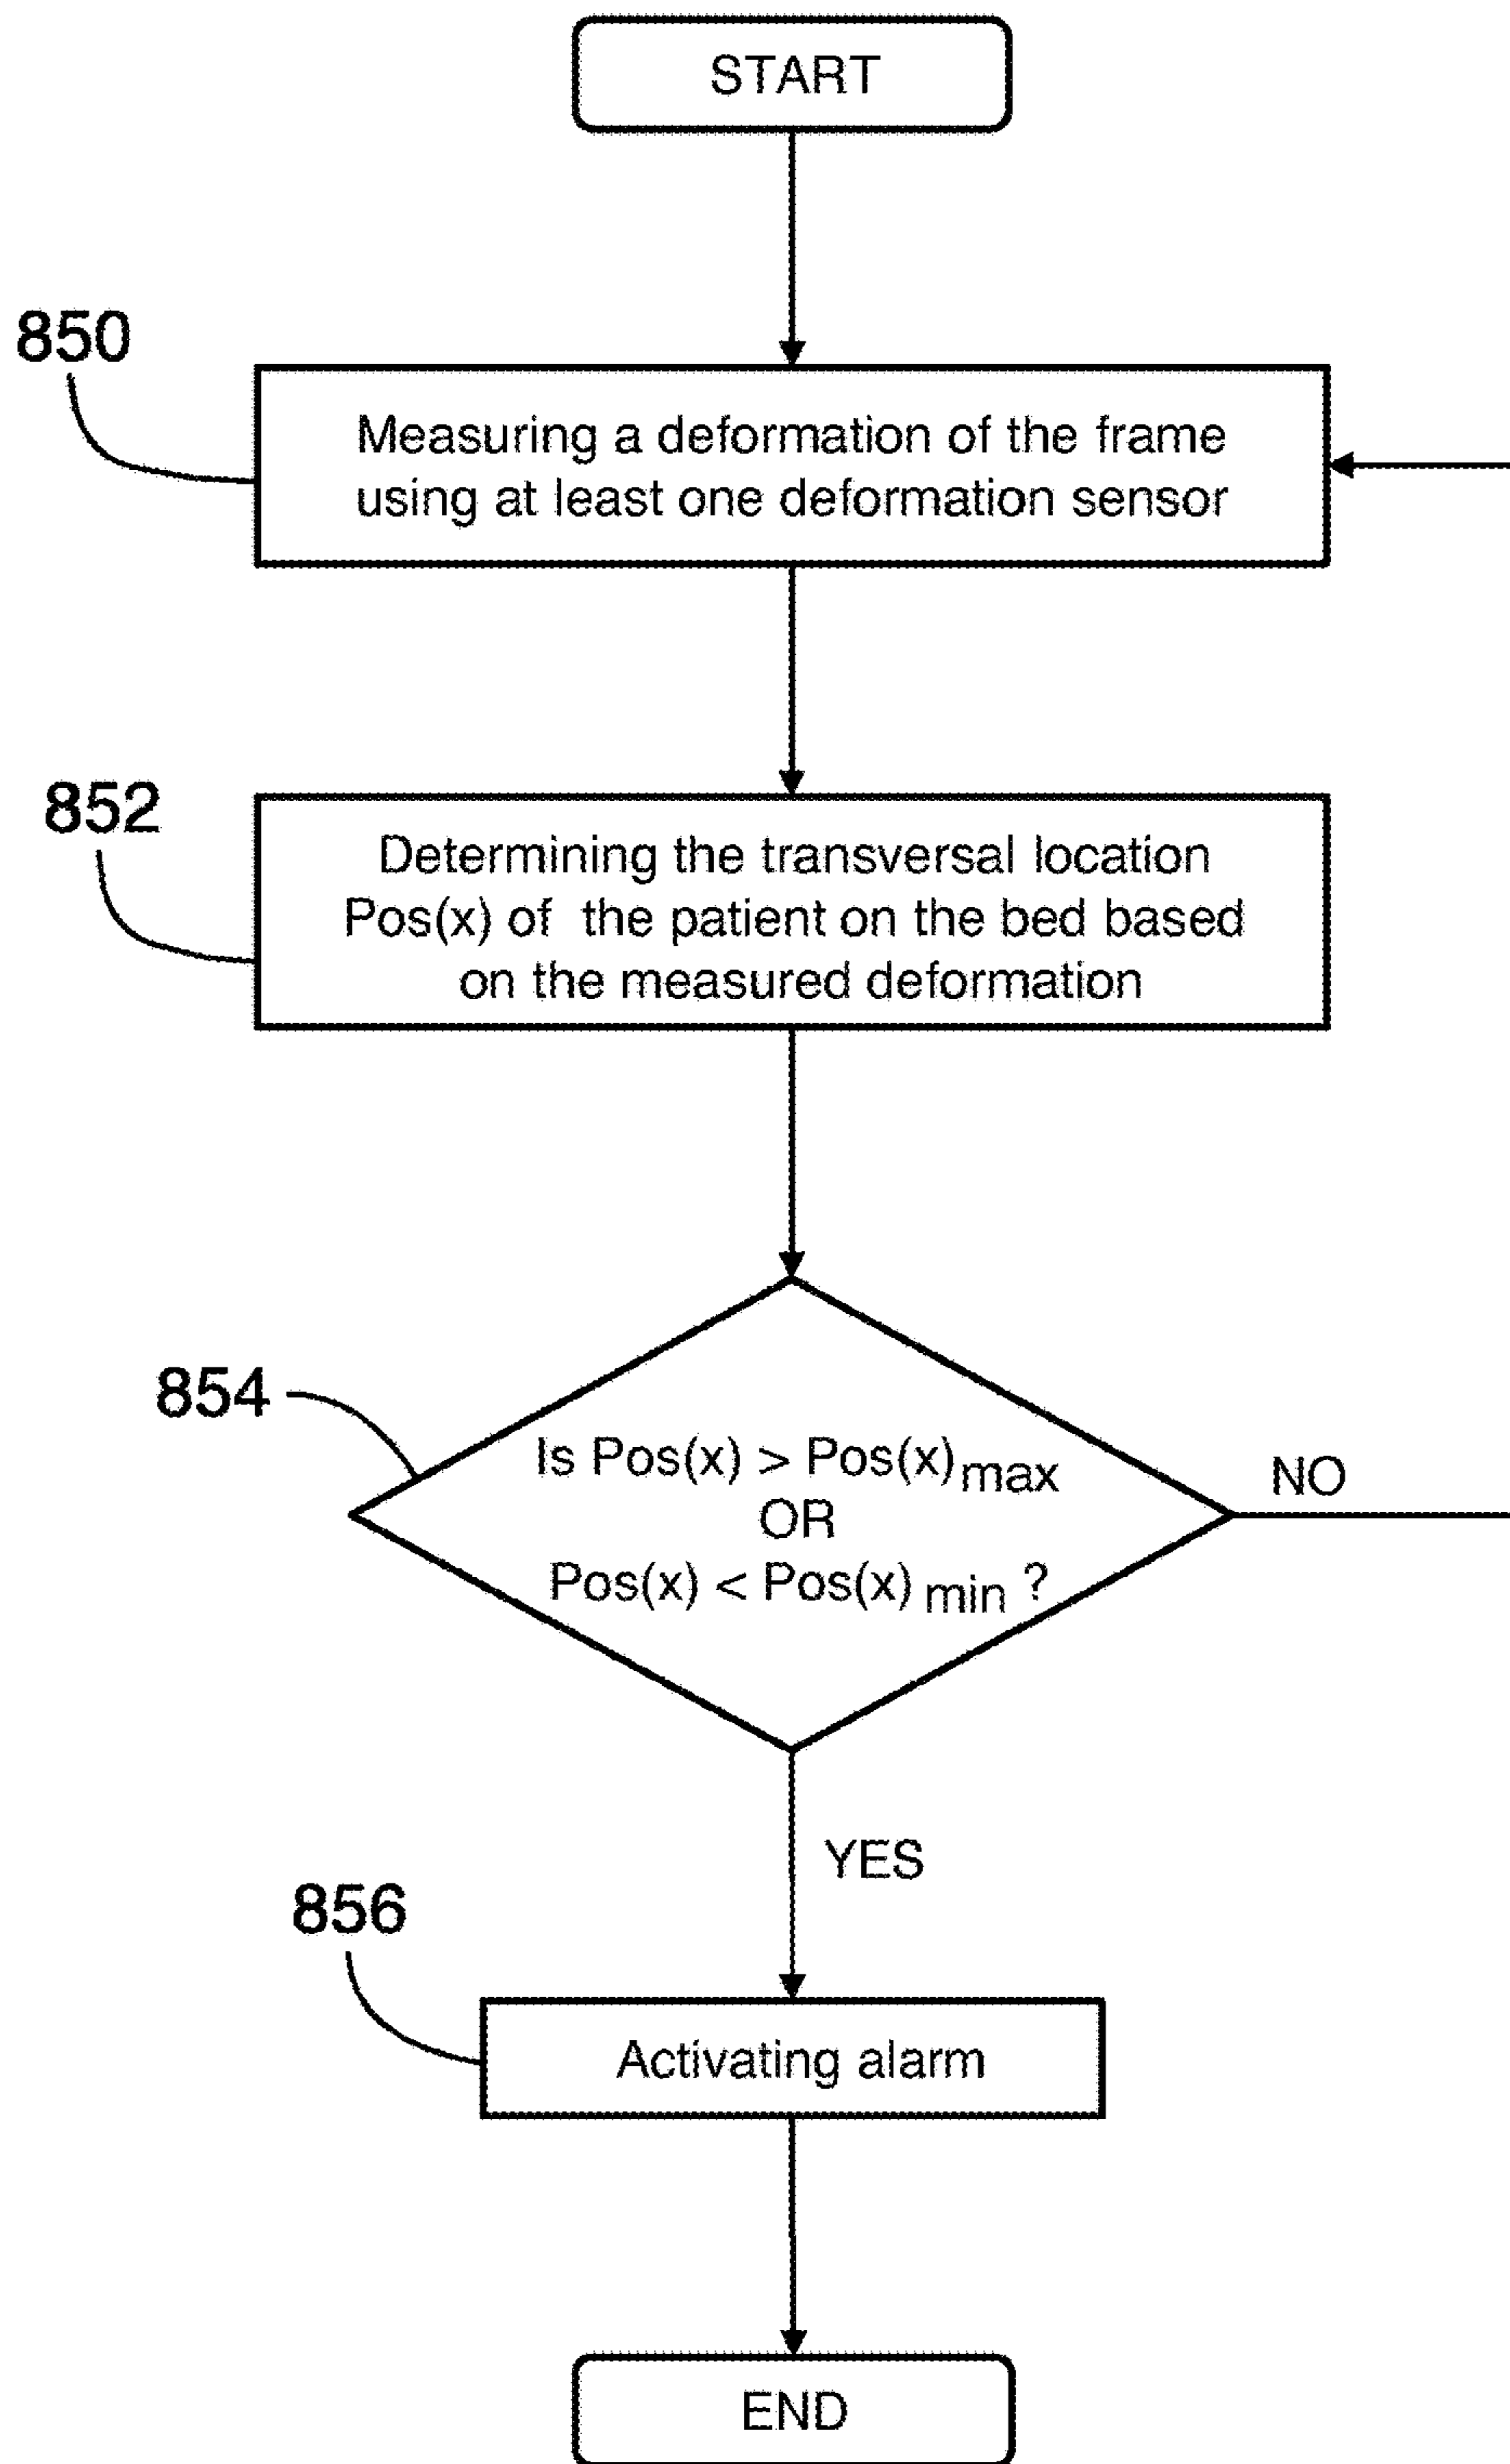 START
850
Measuring a deformation of the frame
using at least one deformation sensor
852
Determining the transversal location
Pos(x) of the patient on the bed based
on the measured deformation
854
Is Pos(x) > Pos(x) max
OR
Pos(x) < Pos(x) min ?
NO
YES
856
Activating alarm
END